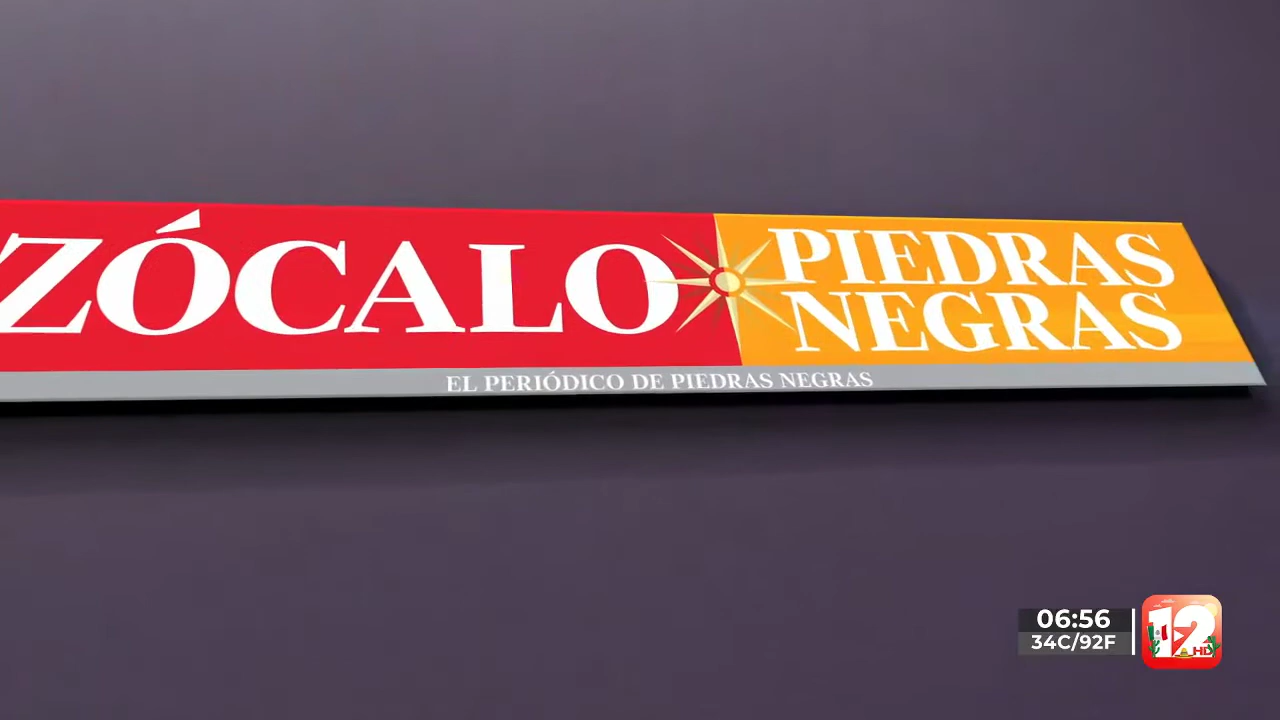 ZÓCALO
PIEDRAS
NEGRAS
EL PERIÓDICO DE PIEDRAS NEGRAS
06:56
34C/92F
12
HD